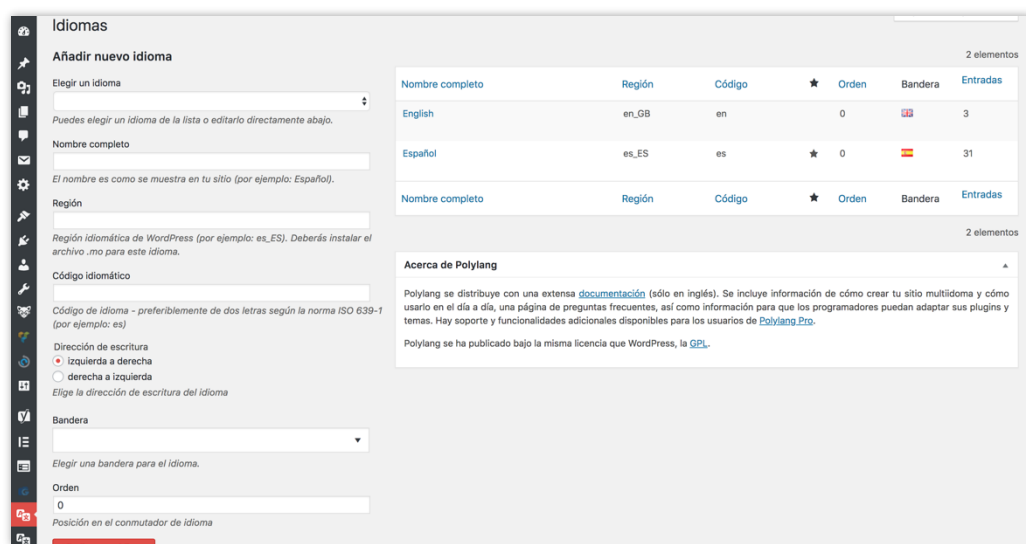 Idiomas
Añadir nuevo idioma
Elegir un idioma
Puedes elegir un idioma de la lista o editarlo directamente abajo.
Nombre completo
El nombre es como se muestra en tu sitio (por ejemplo: Español).
Región
Región idiomática de WordPress (por ejemplo: es_ES). Deberás instalar el
archivo .mo para este idioma.
Código idiomático
Código de idioma - preferiblemente de dos letras según la norma ISO 639-1
(por ejemplo: es)
Dirección de escritura
izquierda a derecha
derecha a izquierda
Elige la dirección de escritura del idioma
Bandera
Elegir una bandera para el idioma.
Orden
0
Posición en el conmutador de idioma
2 elementos
Nombre completo Región Código ★ Orden Bandera Entradas
English en_GB en 0 3
Español es_ES es ★ 0 31
Nombre completo Región Código ★ Orden Bandera Entradas
2 elementos
Acerca de Polylang
Polylang se distribuye con una extensa documentación (sólo en inglés). Se incluye información de cómo crear tu sitio multiidoma y cómo
usarlo en el día a día, una página de preguntas frecuentes, así como información para que los programadores puedan adaptar sus plugins y
temas. Hay soporte y funcionalidades adicionales disponibles para los usuarios de Polylang Pro.
Polylang se ha publicado bajo la misma licencia que WordPress, la GPL.